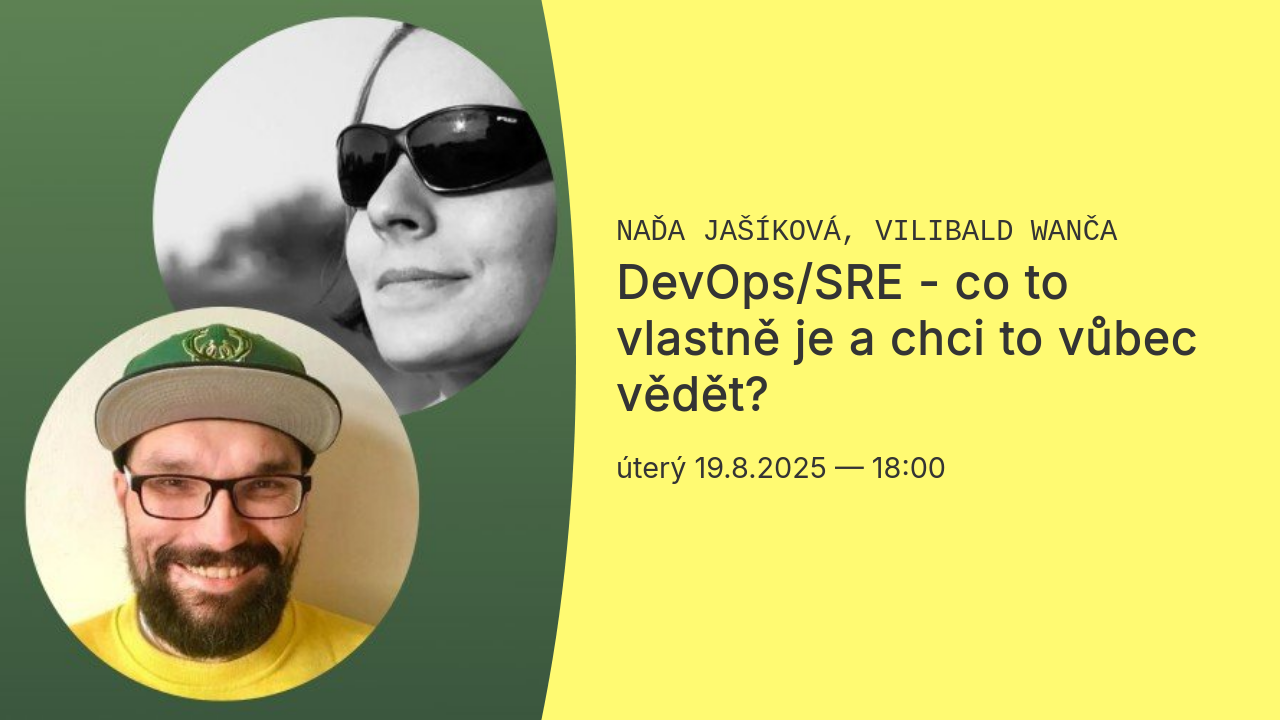 NAĎA JAŠÍKOVÁ, VILIBALD WANČA
DevOps/SRE - co to
vlastně je a chci to vůbec
vědět?
úterý 19.8.2025 — 18:00